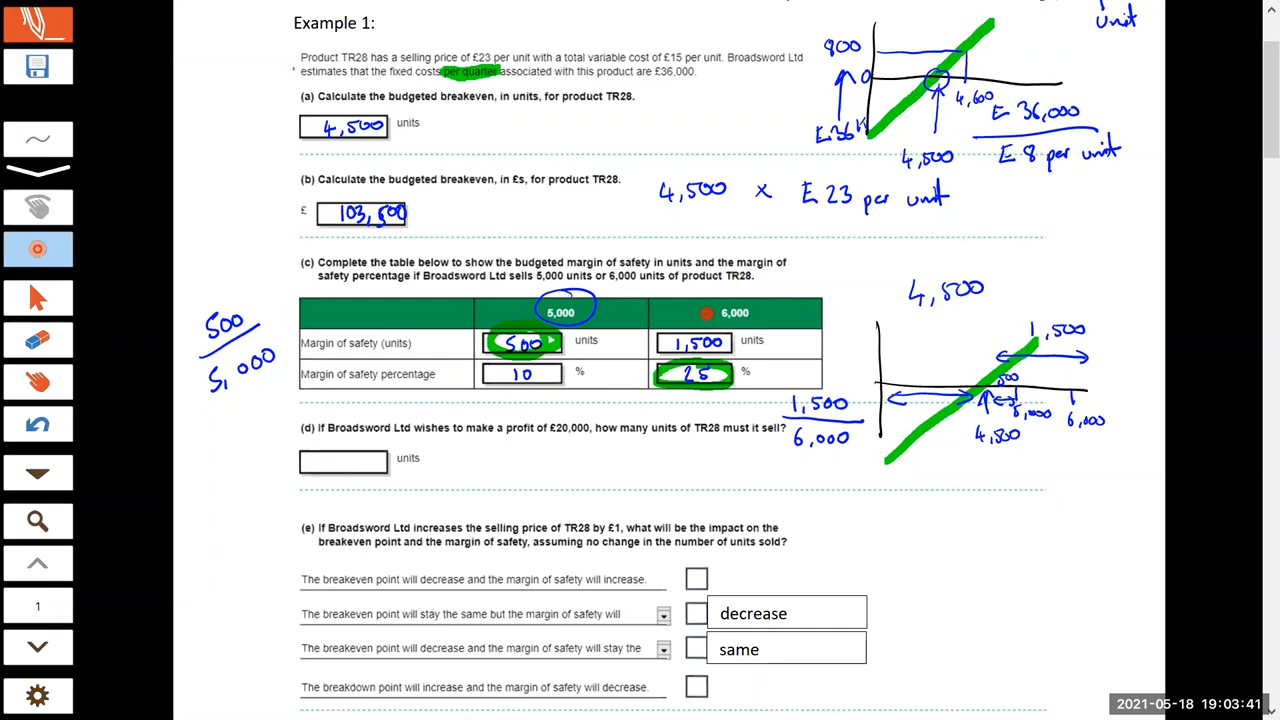 Example 1:
unit
Product TR28 has a selling price of £23 per unit with a total variable cost of £15 per unit. Broadsword Ltd
estimates that the fixed costs per quarter associated with this product are £36,000.
800
0
4,600
£36K
4,500
£36,000
£8 per unit
(a) Calculate the budgeted breakeven, in units, for product TR28.
4,500 units
(b) Calculate the budgeted breakeven, in £s, for product TR28.
4,500 x £23 per unit
£ 103,500
(c) Complete the table below to show the budgeted margin of safety in units and the margin of
safety percentage if Broadsword Ltd sells 5,000 units or 6,000 units of product TR28.
4,500
5,000 6,000
Margin of safety (units) 500 units 1,500 units
Margin of safety percentage 10 % 25 %
500
5,000
1,500
6,000
1,500
500
5,000
6,000
4,500
(d) If Broadsword Ltd wishes to make a profit of £20,000, how many units of TR28 must it sell?
units
(e) If Broadsword Ltd increases the selling price of TR28 by £1, what will be the impact on the
breakeven point and the margin of safety, assuming no change in the number of units sold?
The breakeven point will decrease and the margin of safety will increase.
The breakeven point will stay the same but the margin of safety will decrease
The breakeven point will decrease and the margin of safety will stay the same
The breakdown point will increase and the margin of safety will decrease.
1
2021-05-18 19:03:41